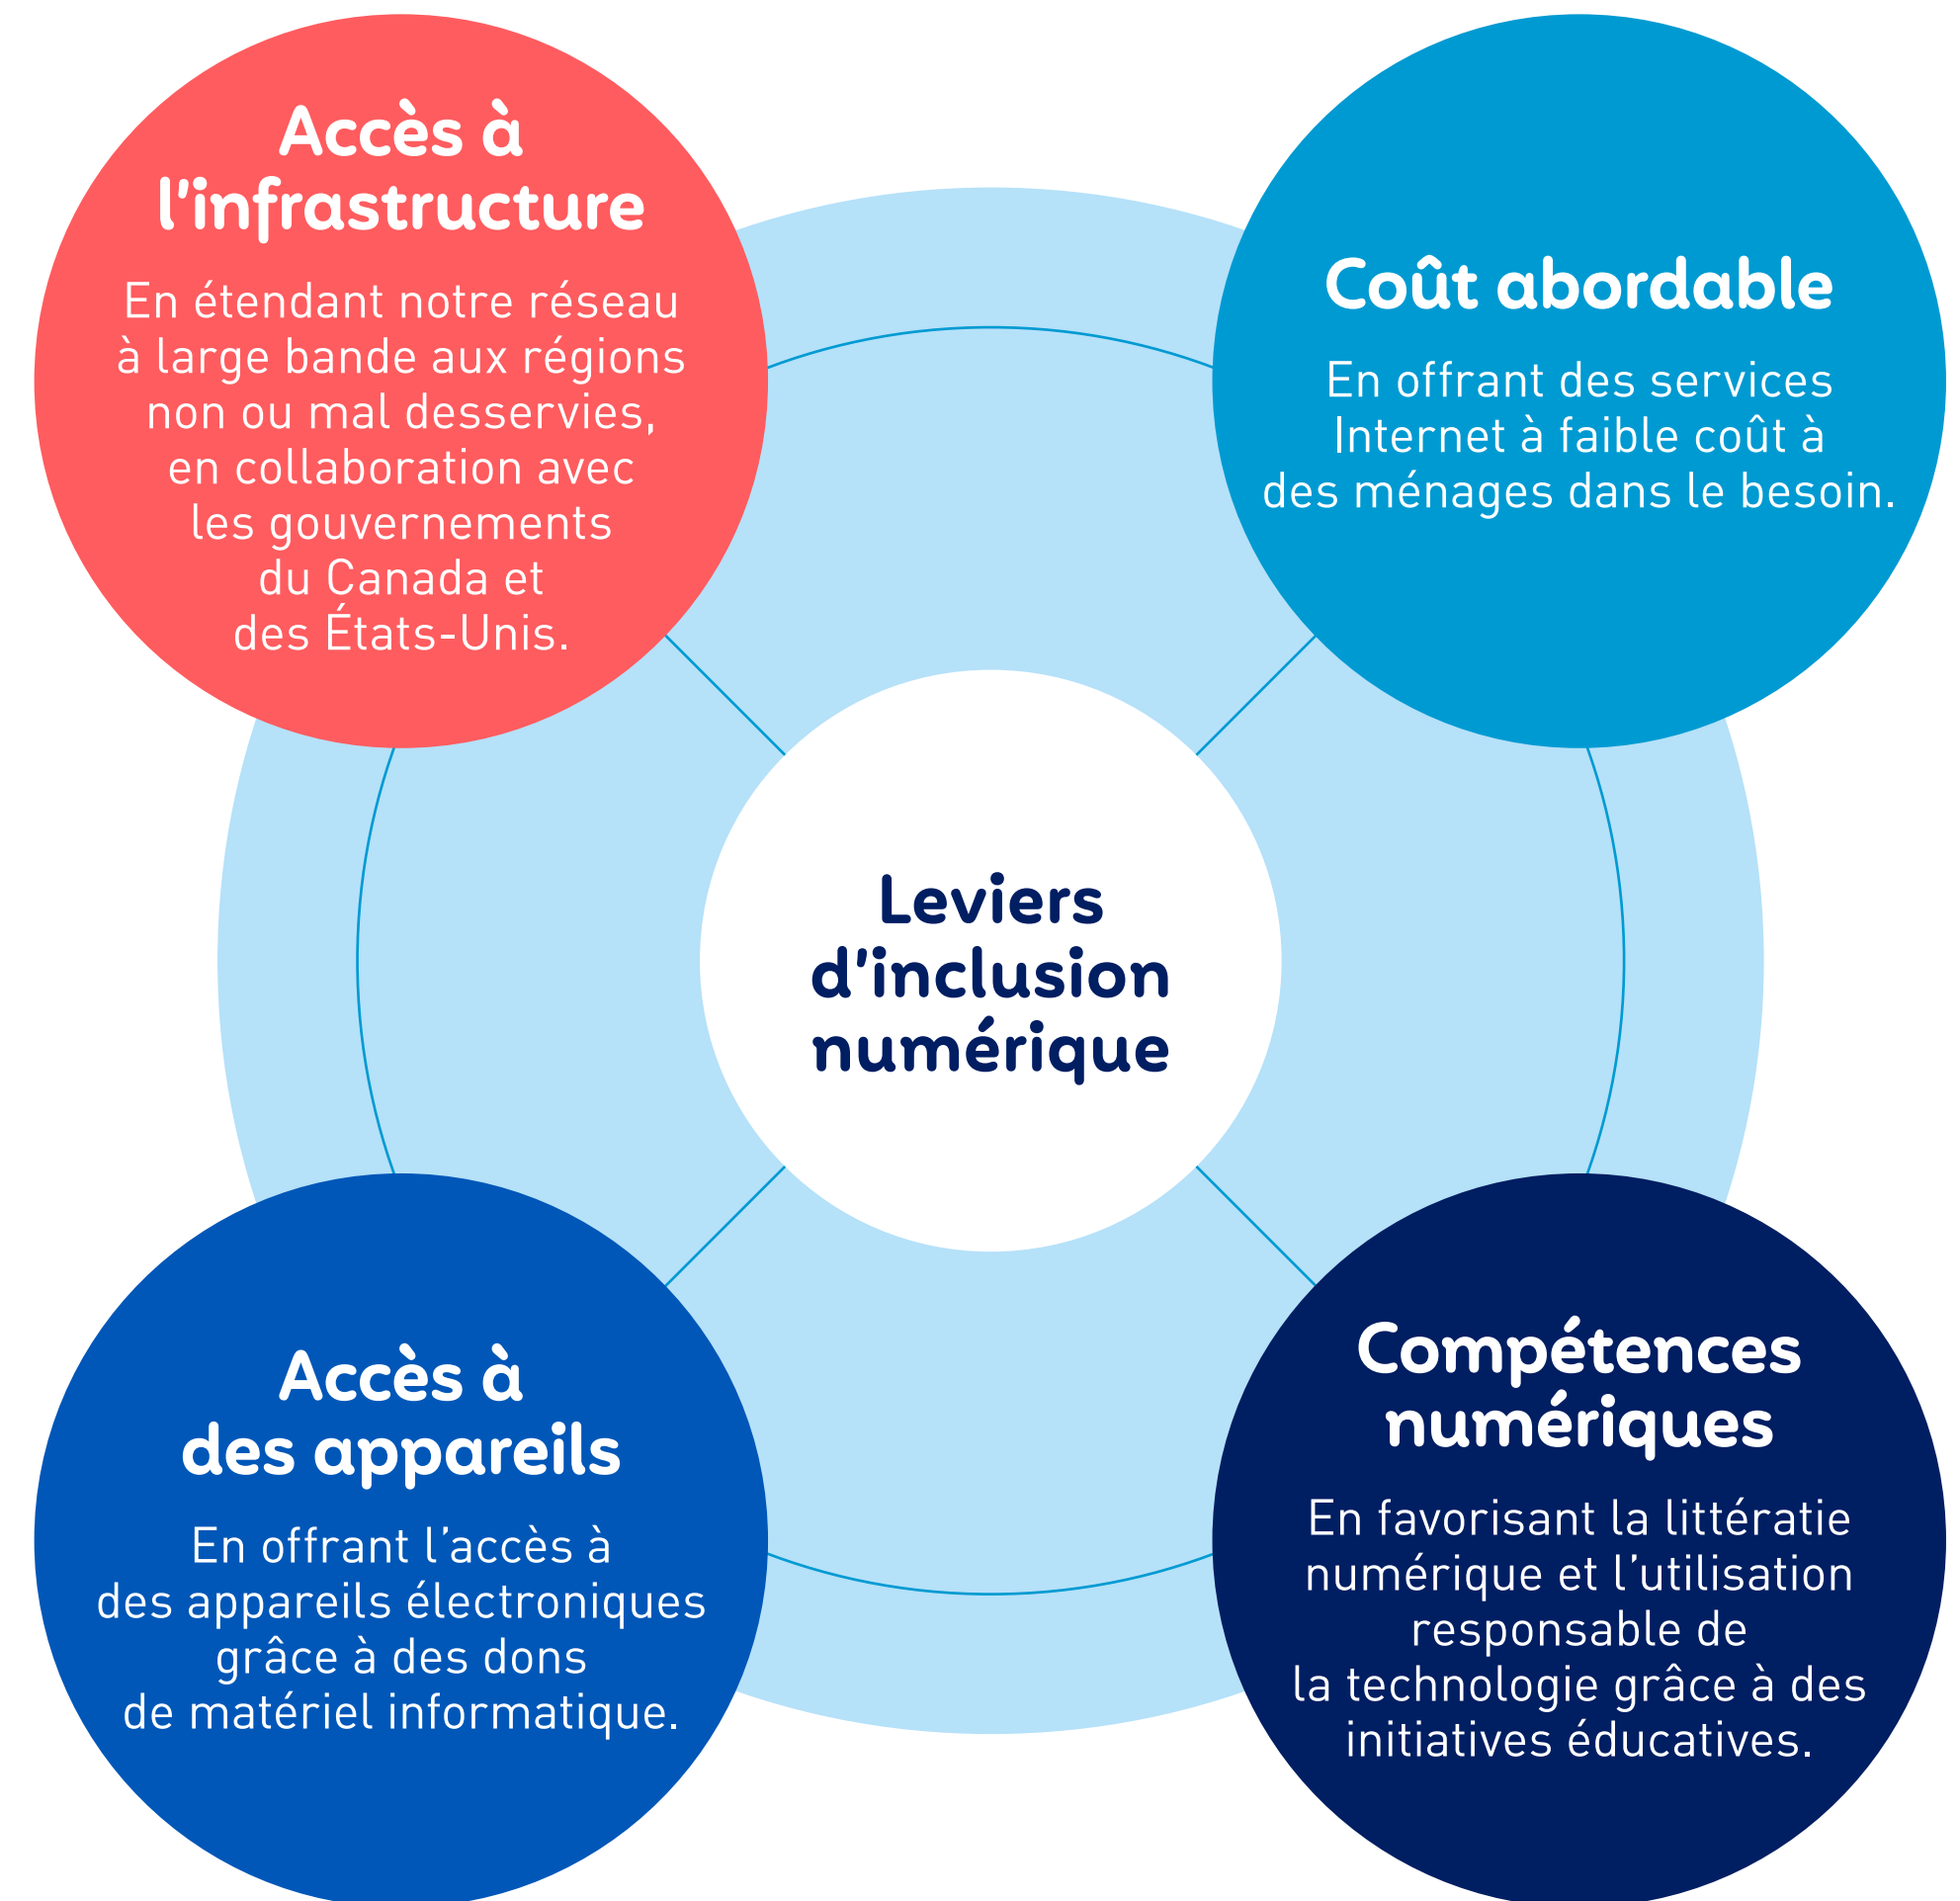 Accès à
l'infrastructure
En étendant notre réseau
à large bande aux régions
non ou mal desservies,
en collaboration avec
les gouvernements
du Canada et
des États-Unis.
Coût abordable
En offrant des services
Internet à faible coût à
des ménages dans le besoin.
Leviers
d'inclusion
numérique
Accès à
des appareils
En offrant l’accès à
des appareils électroniques
grâce à des dons
de matériel informatique.
Compétences
numériques
En favorisant la littératie
numérique et l’utilisation
responsable de
la technologie grâce à des
initiatives éducatives.